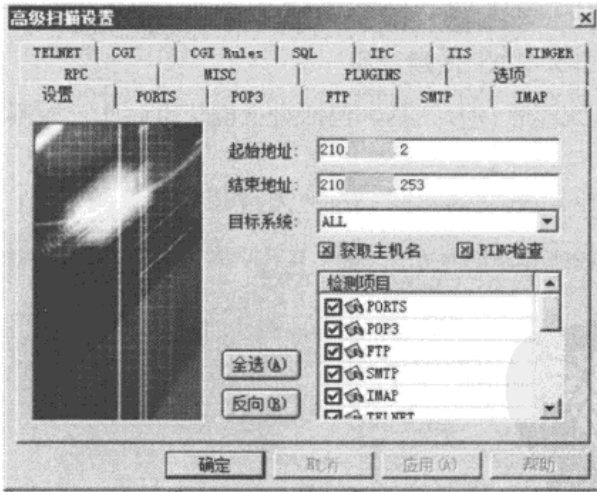 高级扫描设置
TELNET CGI CGI Rules SQL IPC IIS FINGER
RPC MISC PLUGINS 选项
设置 PORTS POP3 FTP SMTP IMAP
起始地址: 210 2
结束地址: 210 253
目标系统: ALL
获取主机名 PING检查
检测项目
PORTS
POP3
FTP
SMTP
IMAP
TELNET
全选(A)
反向(R)
确定 取消 应用(A) 帮助